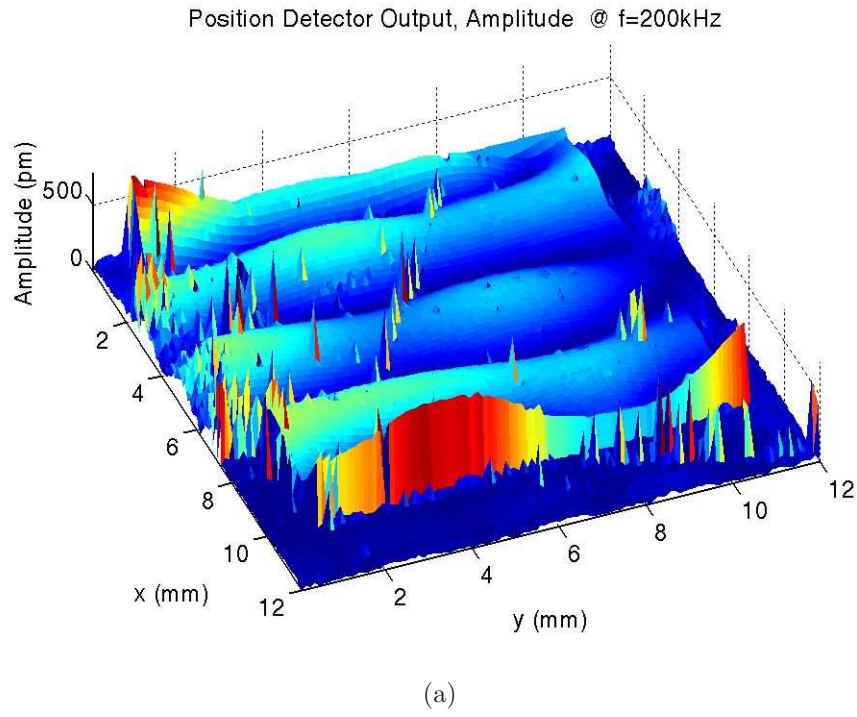 Position Detector Output, Amplitude @ f=200kHz
Amplitude (pm)
500
0
2
4
6
8
10
12
x (mm)
2
4
6
8
10
12
y (mm)
(a)